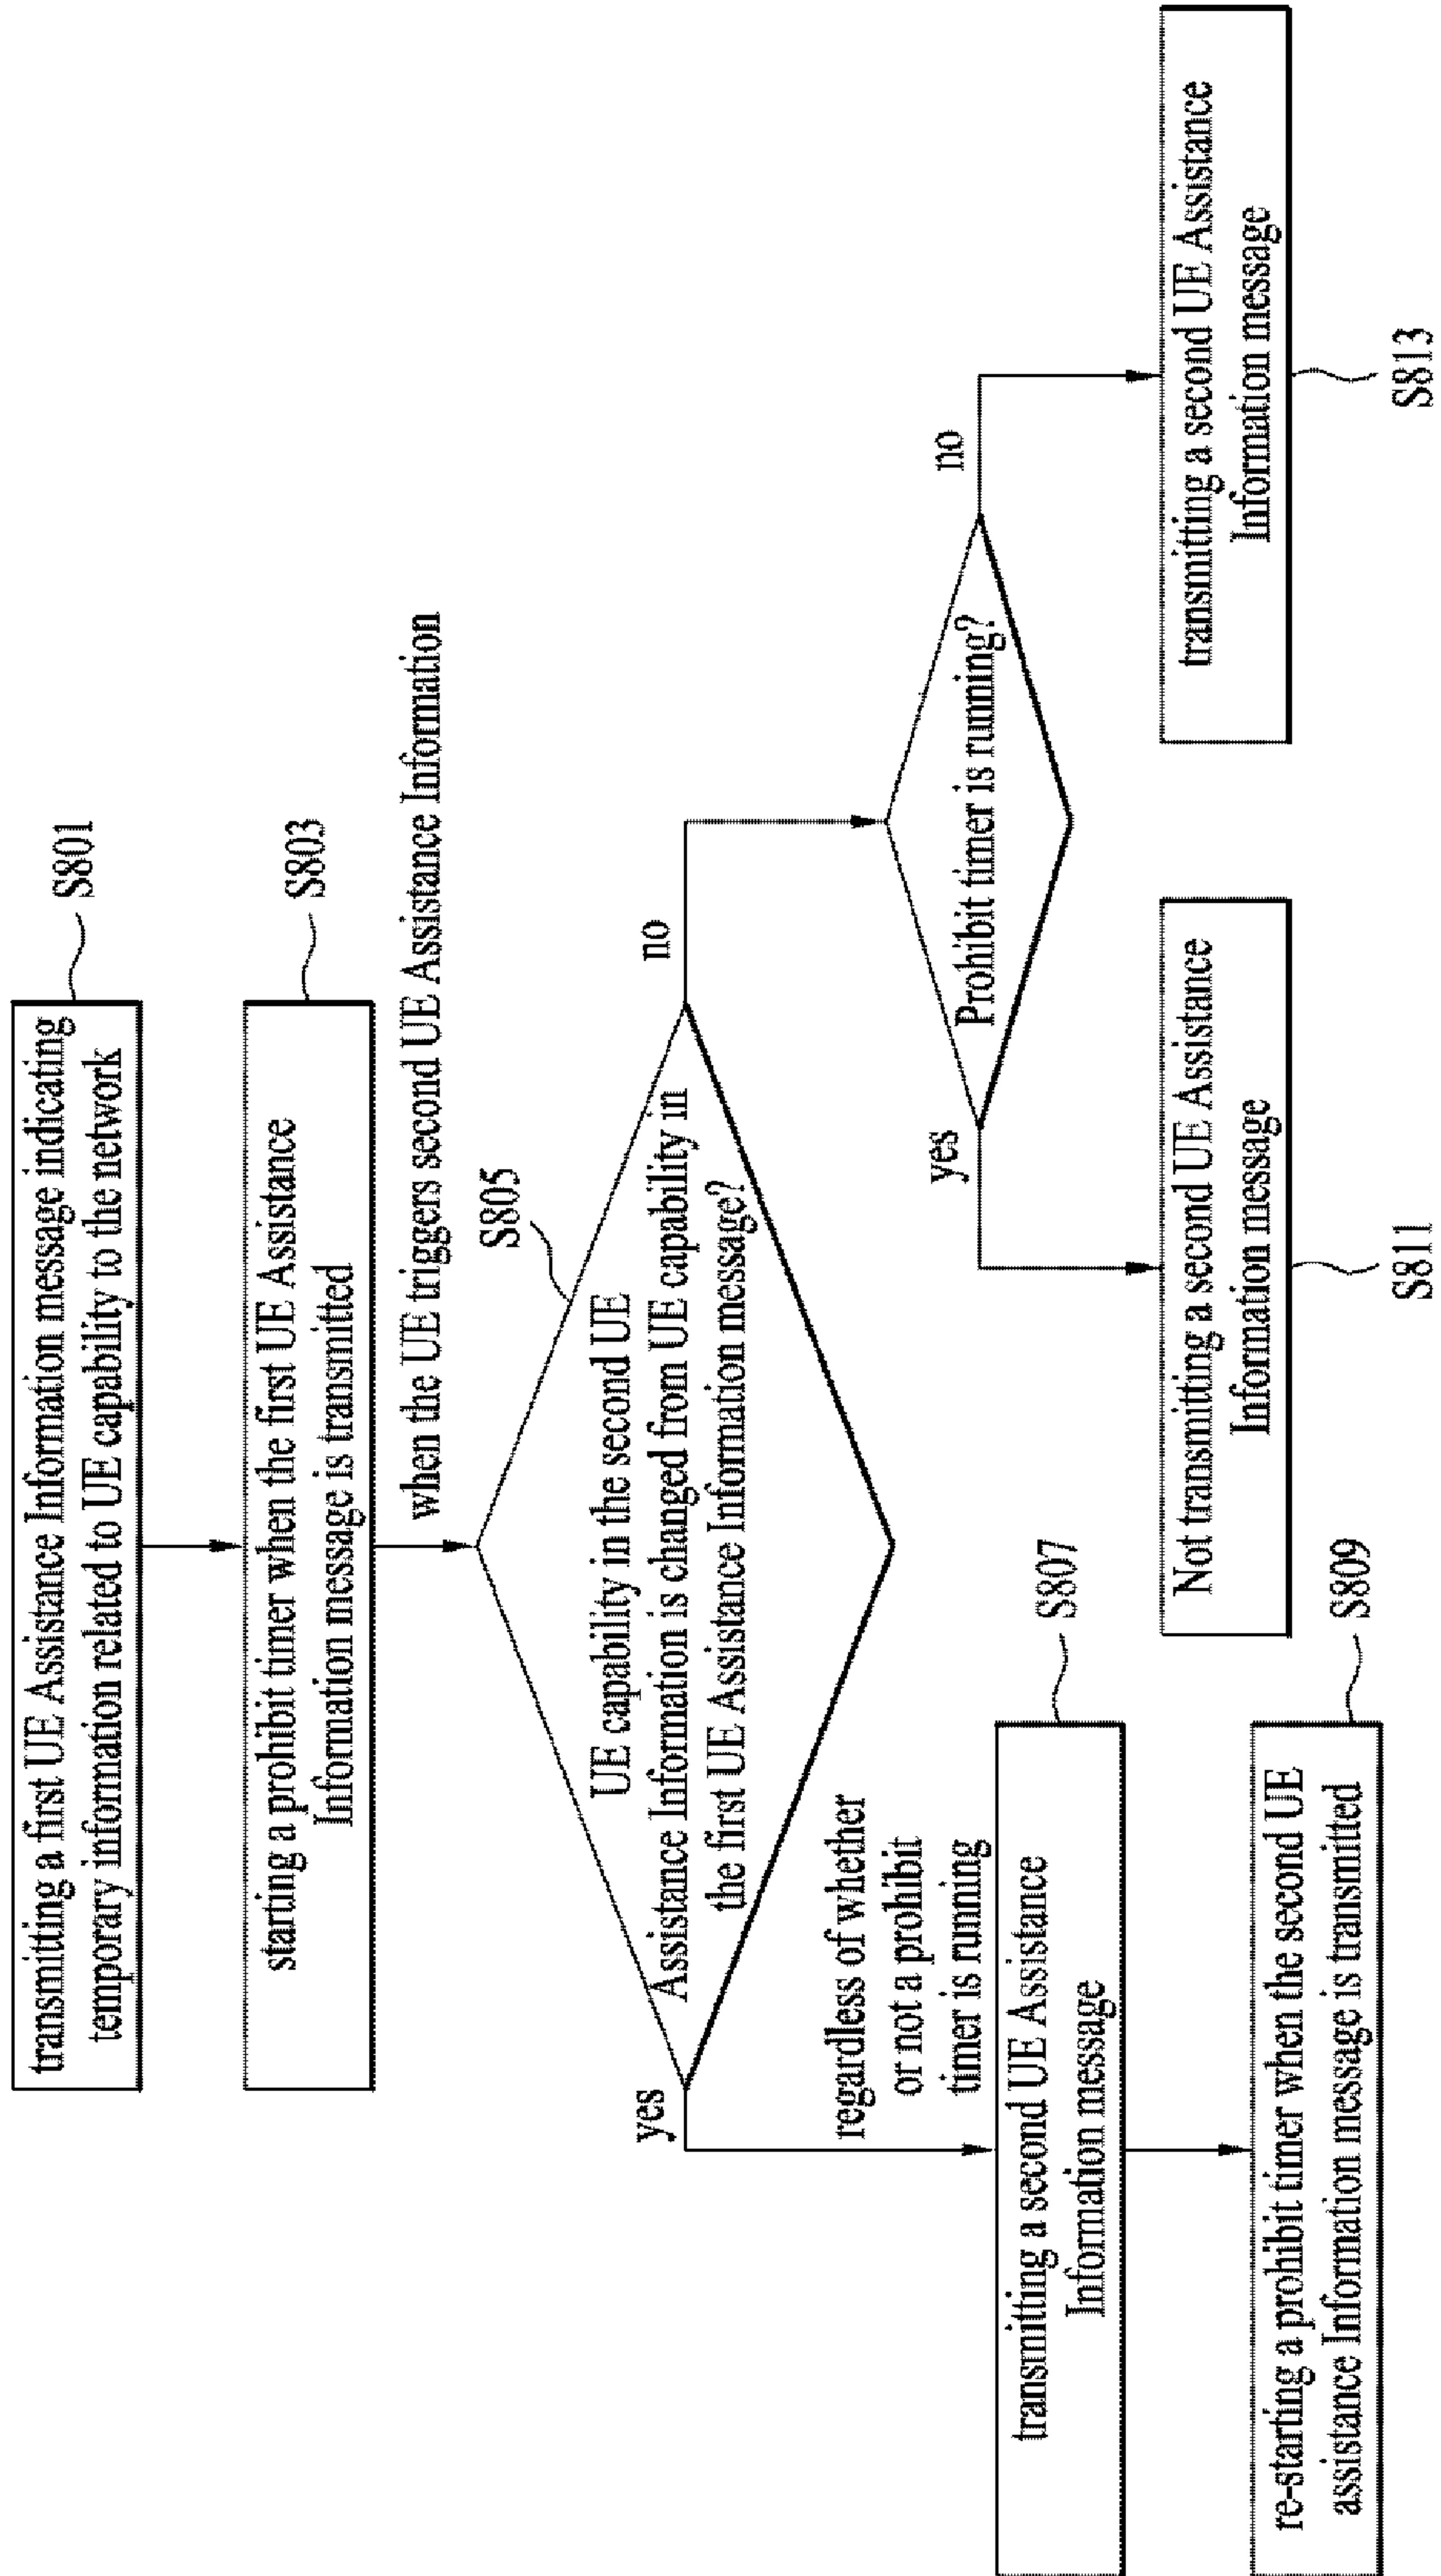 transmitting a first UE Assistance Information message indicating
temporary information related to UE capability to the network
S801
starting a prohibit timer when the first UE Assistance
Information message is transmitted
S803
when the UE triggers second UE Assistance Information
S805
UE capability in the second UE
Assistance Information is changed from UE capability in
the first UE Assistance Information message?
yes
no
regardless of whether
or not a prohibit
timer is running
transmitting a second UE Assistance
Information message
S807
re-starting a prohibit timer when the second UE
assistance Information message is transmitted
S809
Prohibit timer is running?
yes
no
Not transmitting a second UE Assistance
Information message
S811
transmitting a second UE Assistance
Information message
S813